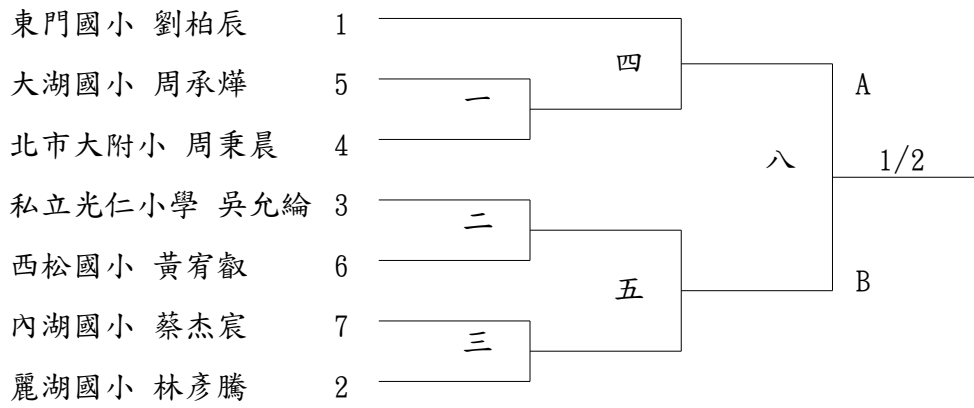 東門國小 劉柏辰 1
四
大湖國小 周承燁 5
A
一
北市大附小 周秉晨 4
八
1/2
私立光仁小學 吳允綸 3
二
西松國小 黃宥叡 6
五
B
內湖國小 蔡杰宸 7
三
麗湖國小 林彥騰 2